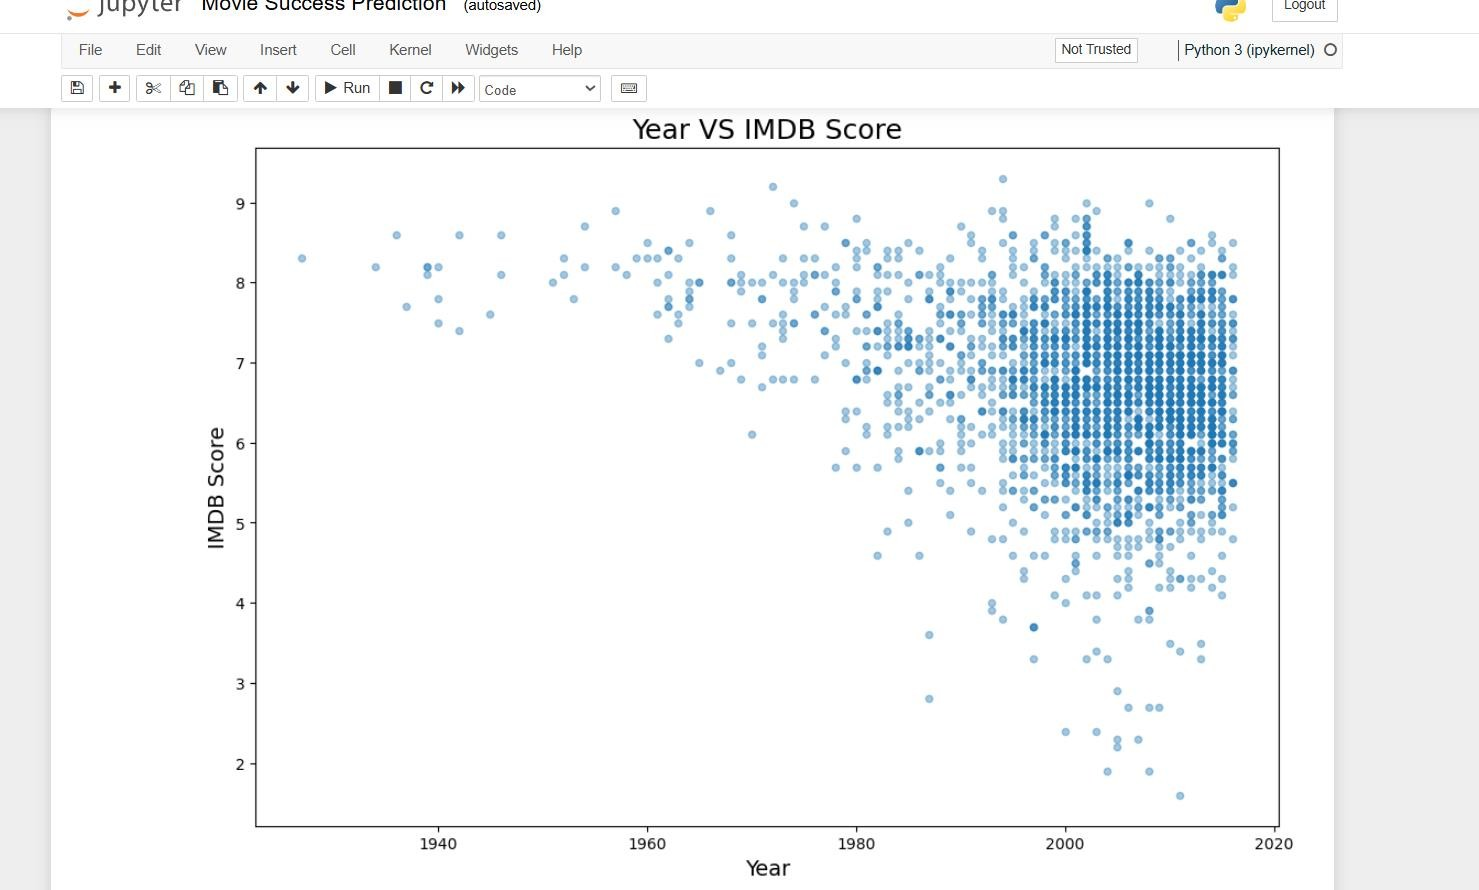 jupyter Movie Success Prediction (autosaved)
Logout
File Edit View Insert Cell Kernel Widgets Help
Not Trusted Python 3 (ipykernel)
Run Code
Year VS IMDB Score
9
8
7
6
5
4
3
2
IMDB Score
1940 1960 1980 2000 2020
Year